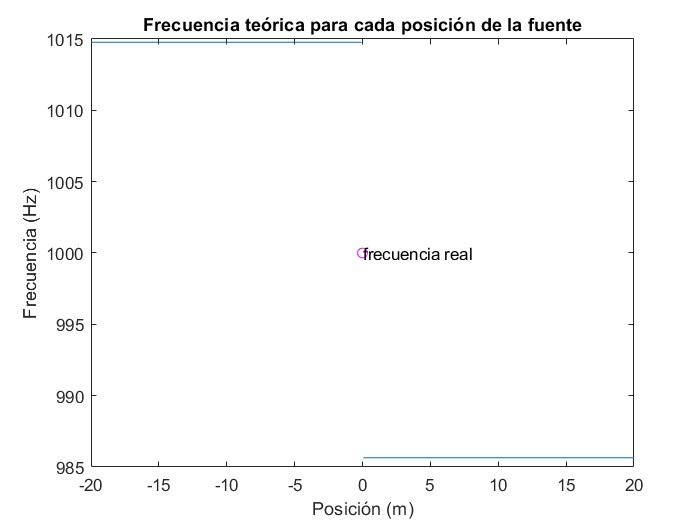 Frecuencia teórica para cada posición de la fuente
1015
1010
1005
1000
995
990
985
Frecuencia (Hz)
frecuencia real
-20 -15 -10 -5 0 5 10 15 20
Posición (m)